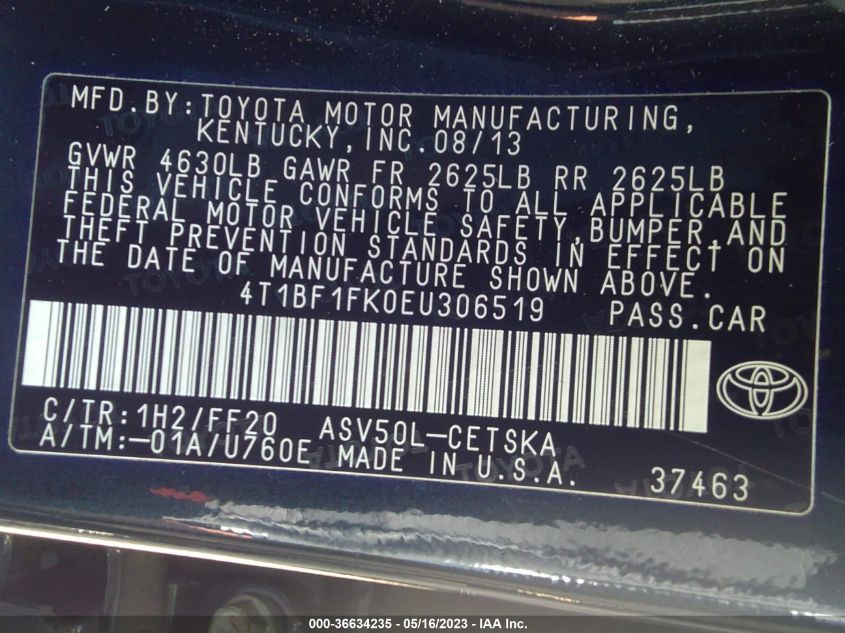 MFD.BY:TOYOTA MOTOR MANUFACTURING,
KENTUCKY,INC.08/13
GVWR 4630LB GAWR FR 2625LB RR 2625LB
THIS VEHICLE CONFORMS TO ALL APPLICABLE
FEDERAL MOTOR VEHICLE SAFETY,BUMPER,AND
THEFT PREVENTION STANDARDS IN EFFECT ON
THE DATE OF MANUFACTURE SHOWN ABOVE.
4T1BF1FK0EU306519 PASS.CAR
C/TR:1H2/FF20 ASV50L-CETSKA
A/TM:-01A/U760E MADE IN U.S.A. 37463
000-36634235 - 05/16/2023 - IAA Inc.